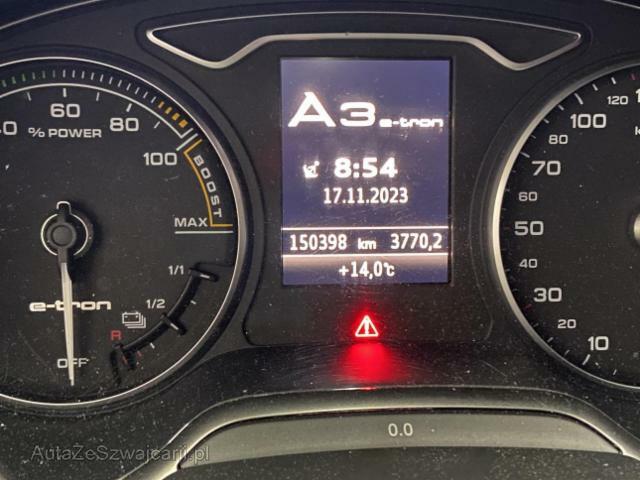 A3 e-tron
8:54
17.11.2023
150398 km 3770,2
+14,0°C
60
80
100
% POWER
BOOST
MAX
1/1
1/2
R
e-tron
OFF
120
100
80
70
60
50
40
30
20
10
0.0
AutaZeSzwajcarii.pl